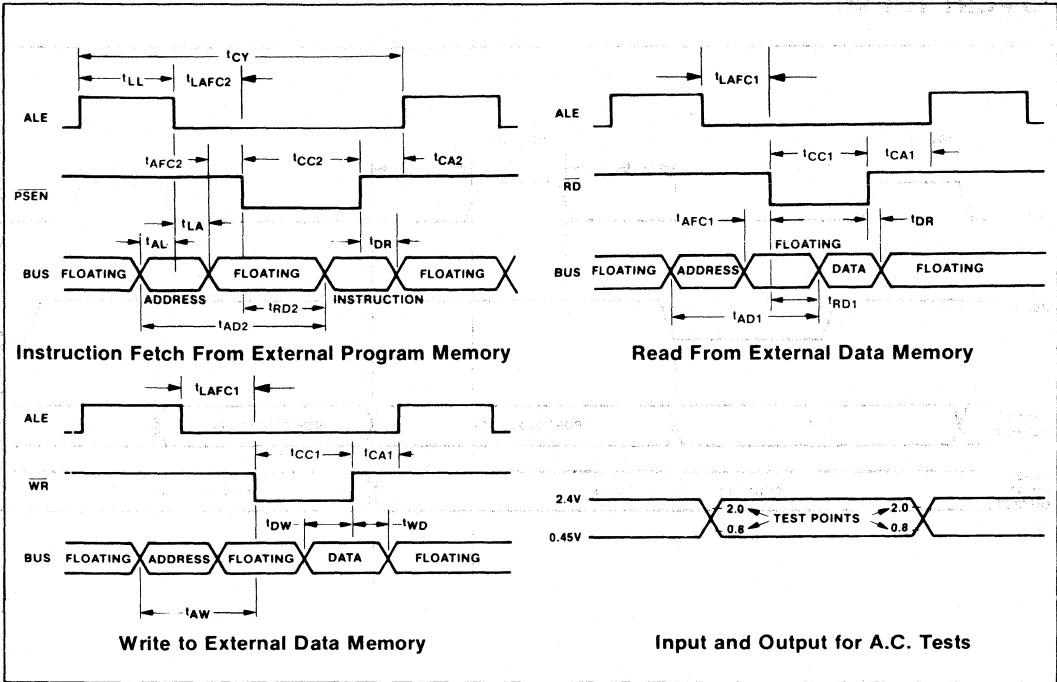 tCY
tLL tLAFC2
ALE
tAFC2 tCC2 tCA2
PSEN
tLA
tAL tDR
BUS FLOATING FLOATING FLOATING
ADDRESS INSTRUCTION
tRD2
tAD2
Instruction Fetch From External Program Memory
tLAFC1
ALE
tCC1 tCA1
RD
tAFC1 tDR
FLOATING
BUS FLOATING ADDRESS DATA FLOATING
tRD1
tAD1
Read From External Data Memory
tLAFC1
ALE
tCC1 tCA1
WR
tDW tWD
BUS FLOATING ADDRESS FLOATING DATA FLOATING
tAW
Write to External Data Memory
2.4V
2.0 TEST POINTS 2.0
0.8 0.8
0.45V
Input and Output for A.C. Tests